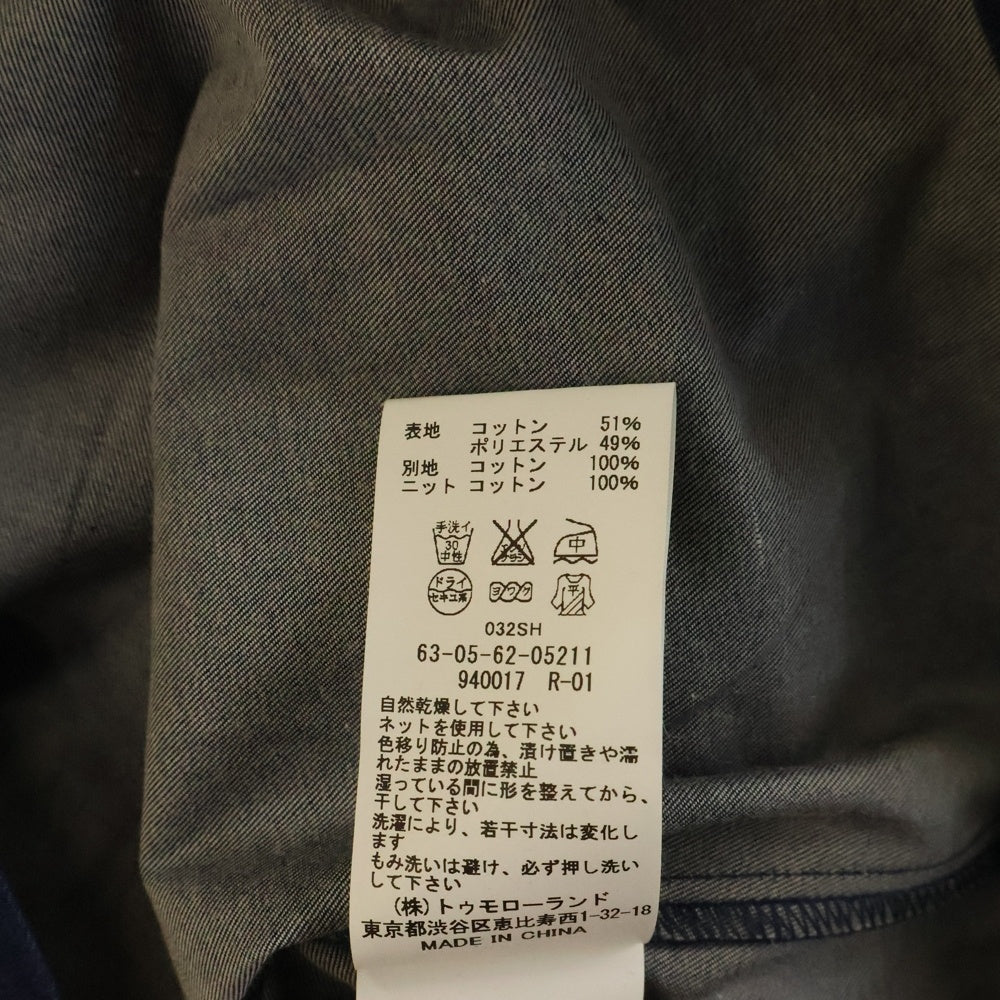 表地 コットン 51%
ポリエステル 49%
別地 コットン 100%
ニット コットン 100%
手洗イ
30
中性
エンソ
サラシ
中
ドライ
セキユ系
ヨワク
平
032SH
63-05-62-05211
940017 R-01
自然乾燥して下さい
ネットを使用して下さい
色移り防止の為、漬け置きや濡
れたままの放置禁止
湿っている間に形を整えてから、
干して下さい
洗濯により、若干寸法は変化し
ます
もみ洗いは避け、必ず押し洗い
して下さい
(株)トゥモローランド
東京都渋谷区恵比寿西1-32-18
MADE IN CHINA